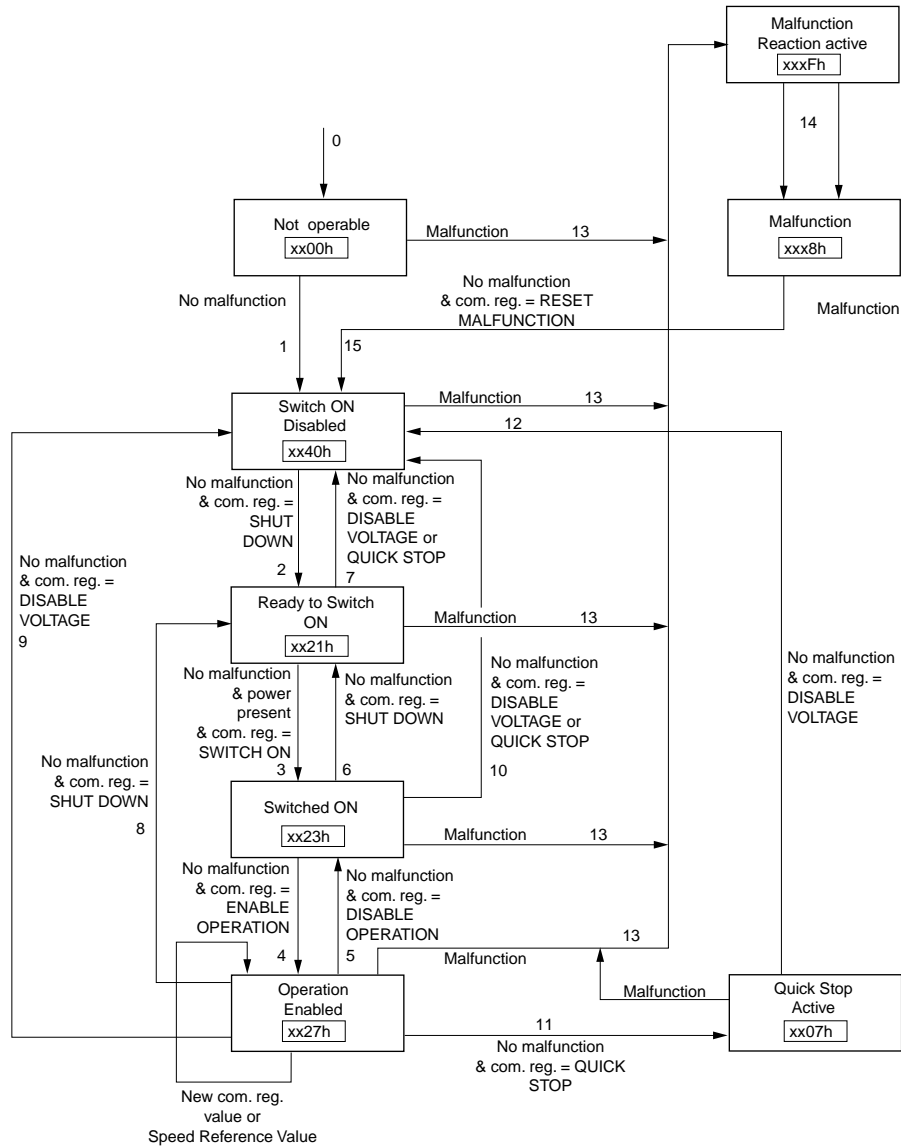 Malfunction
Reaction active
xxxFh
14
0
Not operable
xx00h
Malfunction
13
Malfunction
xxx8h
No malfunction
No malfunction
& com. reg. = RESET
MALFUNCTION
Malfunction
1
15
Switch ON
Disabled
xx40h
Malfunction
13
12
No malfunction
& com. reg. =
SHUT
DOWN
No malfunction
& com. reg. =
DISABLE
VOLTAGE or
QUICK STOP
2
7
No malfunction
& com. reg. =
DISABLE
VOLTAGE
9
Ready to Switch
ON
xx21h
Malfunction
13
No malfunction
& power
present
& com. reg. =
SWITCH ON
No malfunction
& com. reg. =
SHUT DOWN
No malfunction
& com. reg. =
DISABLE
VOLTAGE or
QUICK STOP
No malfunction
& com. reg. =
DISABLE
VOLTAGE
3
6
10
No malfunction
& com. reg. =
SHUT DOWN
8
Switched ON
xx23h
Malfunction
13
No malfunction
& com. reg. =
ENABLE
OPERATION
No malfunction
& com. reg. =
DISABLE
OPERATION
4
5
13
Malfunction
Operation
Enabled
xx27h
Malfunction
Quick Stop
Active
xx07h
11
No malfunction
& com. reg. = QUICK
STOP
New com. reg.
value or
Speed Reference Value